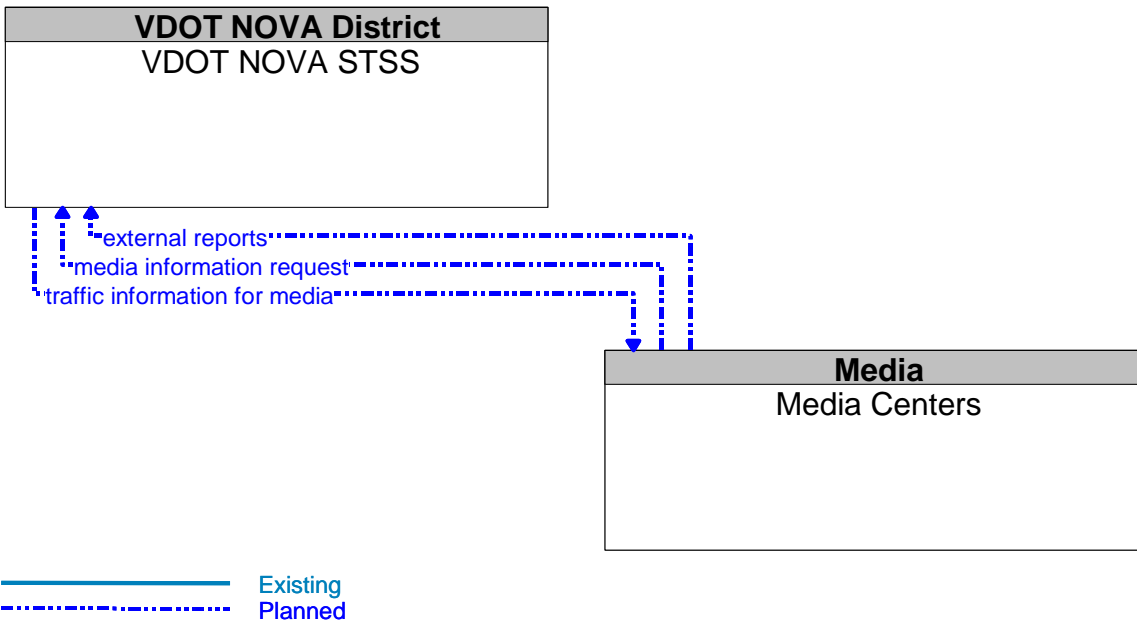 VDOT NOVA District
VDOT NOVA STSS
external reports
media information request
traffic information for media
Media
Media Centers
Existing
Planned